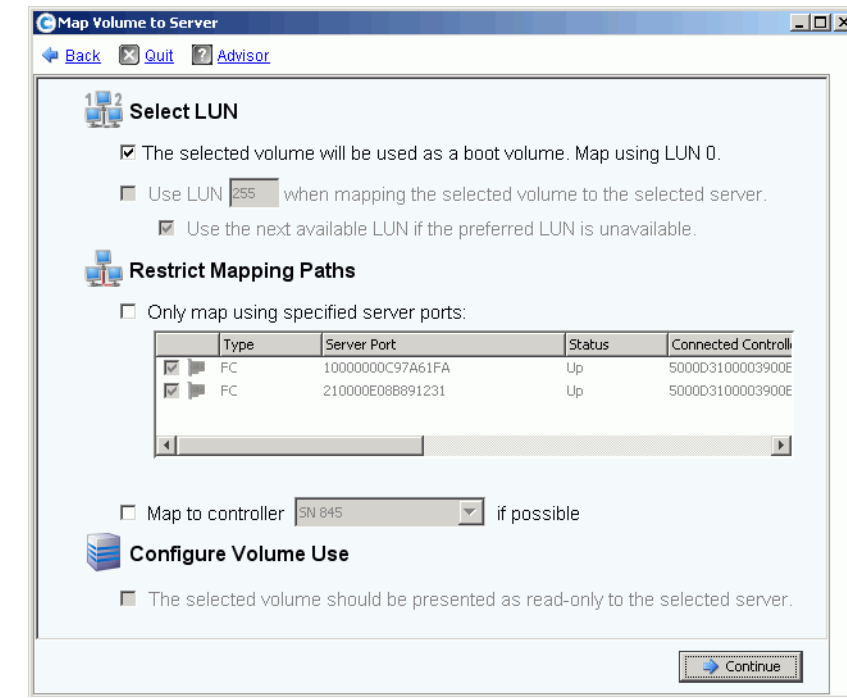 Map Volume to Server
Back Quit ? Advisor
1 2
Select LUN
The selected volume will be used as a boot volume. Map using LUN 0.
Use LUN 255 when mapping the selected volume to the selected server.
Use the next available LUN if the preferred LUN is unavailable.
Restrict Mapping Paths
Only map using specified server ports:
Type Server Port Status Connected Controll
FC 10000000C97A61FA Up 5000D3100003900E
FC 210000E08B891231 Up 5000D3100003900E
Map to controller SN 845 if possible
Configure Volume Use
The selected volume should be presented as read-only to the selected server.
Continue